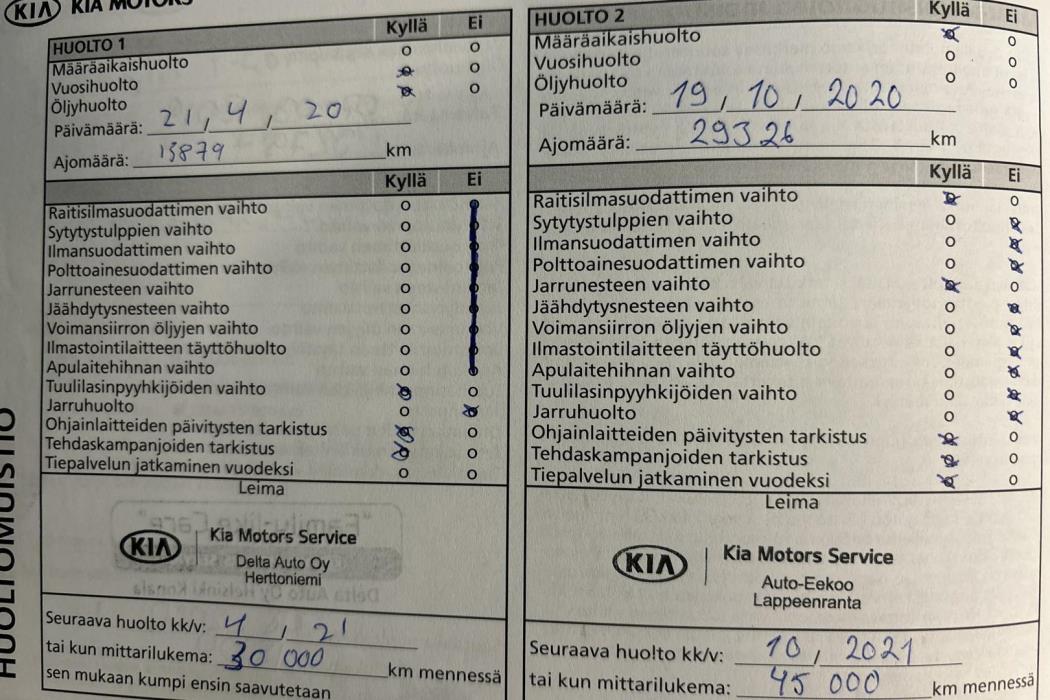 KIA KIA MOTORS
HUOLTOMUISTIO
Kyllä Ei
HUOLTO 1
Määräaikaishuolto
Vuosihuolto
Öljyhuolto
Päivämäärä: 21, 4, 20
Ajomäärä: 13879 km
Kyllä Ei
Raitisilmasuodattimen vaihto
Sytytystulppien vaihto
Ilmansuodattimen vaihto
Polttoainesuodattimen vaihto
Jarrunesteen vaihto
Jäähdytysnesteen vaihto
Voimansiirron öljyjen vaihto
Ilmastointilaitteen täyttöhuolto
Apulaitehihnan vaihto
Tuulilasinpyyhkijöiden vaihto
Jarruhuolto
Ohjainlaitteiden päivitysten tarkistus
Tehdaskampanjoiden tarkistus
Tiepalvelun jatkaminen vuodeksi
Leima
KIA Kia Motors Service
Delta Auto Oy
Herttoniemi
Seuraava huolto kk/v: 4, 21
tai kun mittarilukema: 30 000 km mennessä
sen mukaan kumpi ensin saavutetaan
Kyllä Ei
HUOLTO 2
Määräaikaishuolto
Vuosihuolto
Öljyhuolto
Päivämäärä: 19, 10, 2020
Ajomäärä: 29326 km
Kyllä Ei
Raitisilmasuodattimen vaihto
Sytytystulppien vaihto
Ilmansuodattimen vaihto
Polttoainesuodattimen vaihto
Jarrunesteen vaihto
Jäähdytysnesteen vaihto
Voimansiirron öljyjen vaihto
Ilmastointilaitteen täyttöhuolto
Apulaitehihnan vaihto
Tuulilasinpyyhkijöiden vaihto
Jarruhuolto
Ohjainlaitteiden päivitysten tarkistus
Tehdaskampanjoiden tarkistus
Tiepalvelun jatkaminen vuodeksi
Leima
KIA Kia Motors Service
Auto-Eekoo
Lappeenranta
Seuraava huolto kk/v: 10, 2021
tai kun mittarilukema: 45 000 km mennessä